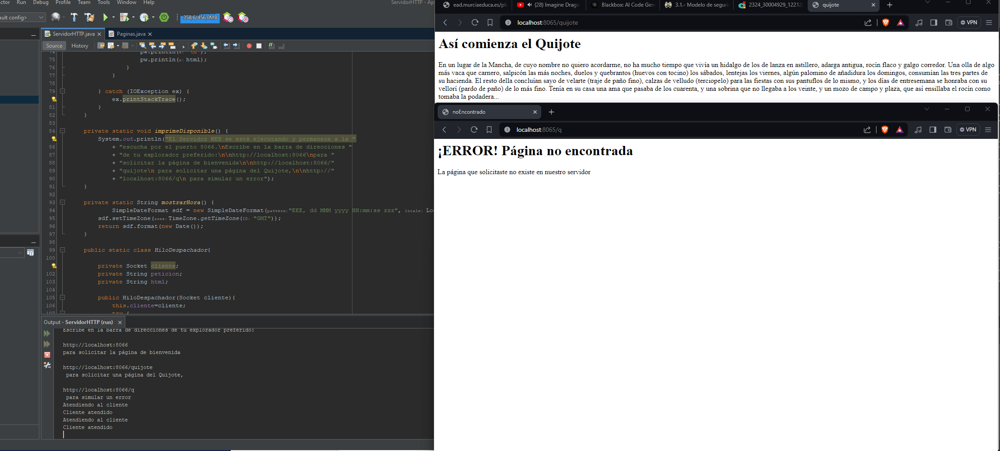 ctor Run Debug Profile Team Tools Window Help
ServidorHTTP - Ap
ault config>
358,6/456,0MB
ServidorHTTP.java
Paginas.java
Source History
74 pw.println(x: "\n");
75 pw.println(x: html);
76 }
77 }
78
79 } catch (IOException ex) {
ex.printStackTrace();
81 }
82 }
83
84 private static void imprimeDisponible() {
System.out.println("El Servidor WEB se está ejecutando y permanece a la "
86 + "escucha por el puerto 8066.\nEscribe en la barra de direcciones "
87 + "de tu explorador preferido:\n\nhttp://localhost:8066\npara "
88 + "solicitar la página de bienvenida\n\nhttp://localhost:8066/"
89 + "quijote\n para solicitar una página del Quijote,\n\nhttp://"
90 + "localhost:8066/q\n para simular un error");
91 }
92
93 private static String mostrarHora() {
94 SimpleDateFormat sdf = new SimpleDateFormat(pattern:"EEE, dd MMM yyyy HH:mm:ss zzz", locale: Lo
95 sdf.setTimeZone(zone:TimeZone.getTimeZone(ID: "GMT"));
96 return sdf.format(new Date());
97 }
98
99 public static class HiloDespachador{
100
private Socket cliente;
102 private String peticion;
103 private String html;
104
105 public HiloDespachador(Socket cliente){
106 this.cliente=cliente;
107 try {
Output - ServidorHTTP (run)
Escribe en la barra de direcciones de tu explorador preferido:
http://localhost:8066
para solicitar la página de bienvenida
http://localhost:8066/quijote
para solicitar una página del Quijote,
http://localhost:8066/q
para simular un error
Atendiendo al cliente
Cliente atendido
Atendiendo al cliente
Cliente atendido
ead.murciaeduca.es/plu
(28) Imagine Drago
Blackbox: AI Code Gen
3.1.- Modelo de seguri
2324_30004929_12212
quijote
localhost:8065/quijote
VPN
Así comienza el Quijote
En un lugar de la Mancha, de cuyo nombre no quiero acordarme, no ha mucho tiempo que vivía un hidalgo de los de lanza en astillero, adarga antigua, rocín flaco y galgo corredor. Una olla de algo
más vaca que carnero, salpicón las más noches, duelos y quebrantos (huevos con tocino) los sábados, lentejas los viernes, algún palomino de añadidura los domingos, consumían las tres partes de
su hacienda. El resto della concluían sayo de velarte (traje de paño fino), calzas de velludo (terciopelo) para las fiestas con sus pantuflos de lo mismo, y los días de entresemana se honraba con su
vellorí (pardo de paño) de lo más fino. Tenía en su casa una ama que pasaba de los cuarenta, y una sobrina que no llegaba a los veinte, y un mozo de campo y plaza, que así ensillaba el rocín como
tomaba la podadera...
noEncontrado
localhost:8065/q
VPN
¡ERROR! Página no encontrada
La página que solicitaste no existe en nuestro servidor